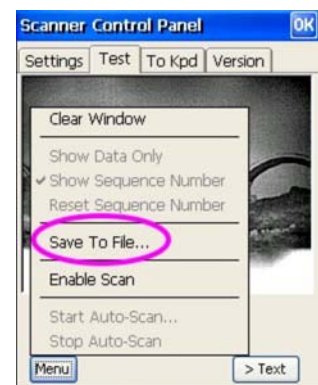 Scanner Control Panel OK
Settings Test To Kpd Version
Clear Window
Show Data Only
✓ Show Sequence Number
Reset Sequence Number
Save To File...
Enable Scan
Start Auto-Scan...
Stop Auto-Scan
Menu > Text